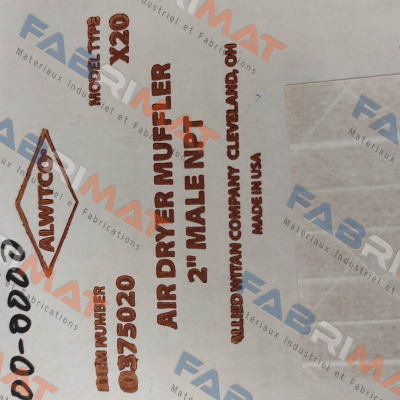 ALWITCO®
MODEL TYPE
X20
ITEM NUMBER
0375020
AIR DRYER MUFFLER
2" MALE NPT
ALLIED WITAN COMPANY CLEVELAND, OH
MADE IN USA
FABRIMAT
Matériaux Industriel et Fabrications